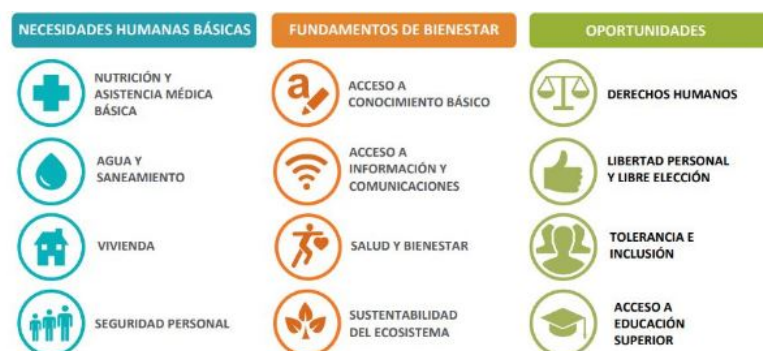 NECESIDADES HUMANAS BÁSICAS
NUTRICIÓN Y
ASISTENCIA MÉDICA
BÁSICA
AGUA Y
SANEAMIENTO
VIVIENDA
SEGURIDAD PERSONAL
FUNDAMENTOS DE BIENESTAR
a
ACCESO A
CONOCIMIENTO BÁSICO
ACCESO A
INFORMACIÓN Y
COMUNICACIONES
SALUD Y BIENESTAR
SUSTENTABILIDAD
DEL ECOSISTEMA
OPORTUNIDADES
DERECHOS HUMANOS
LIBERTAD PERSONAL
Y LIBRE ELECCIÓN
TOLERANCIA E
INCLUSIÓN
ACCESO A
EDUCACIÓN
SUPERIOR